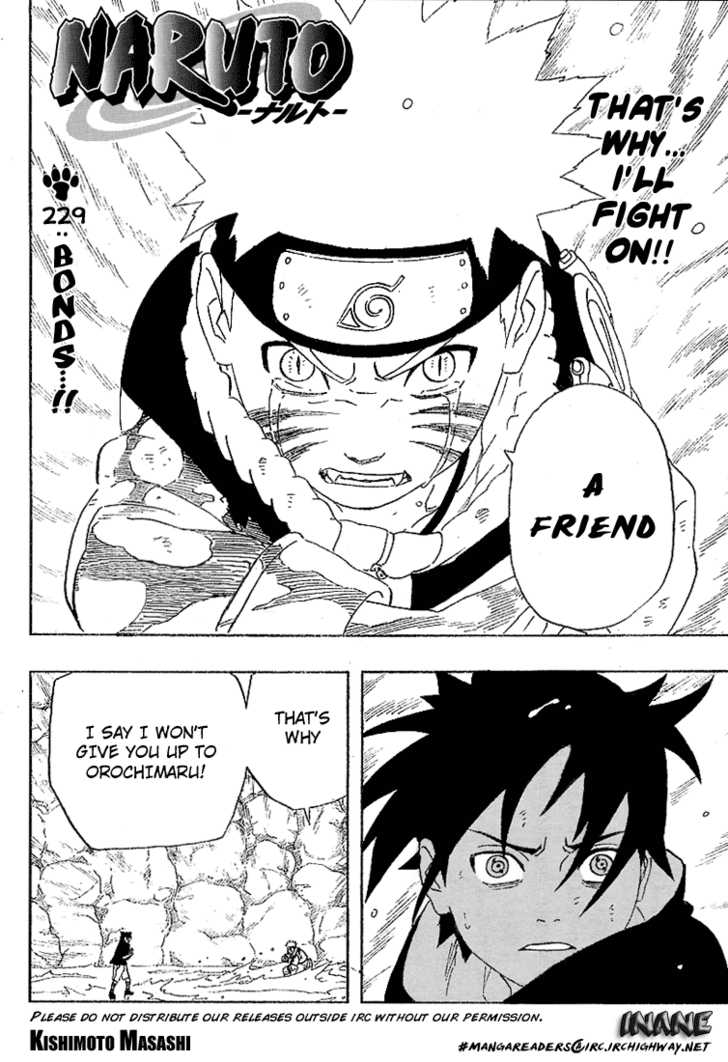 NARUTO
-ナルト-
THAT'S
WHY...
I'LL
FIGHT
ON!!
229
:: BONDS...!!
A
FRIEND
THAT'S
WHY
I SAY I WON'T
GIVE YOU UP TO
OROCHIMARU!
PLEASE DO NOT DISTRIBUTE OUR RELEASES OUTSIDE IRC WITHOUT OUR PERMISSION.
KISHIMOTO MASASHI
INANE
#MANGAREADERS@IRC.IRCHIGHWAY.NET